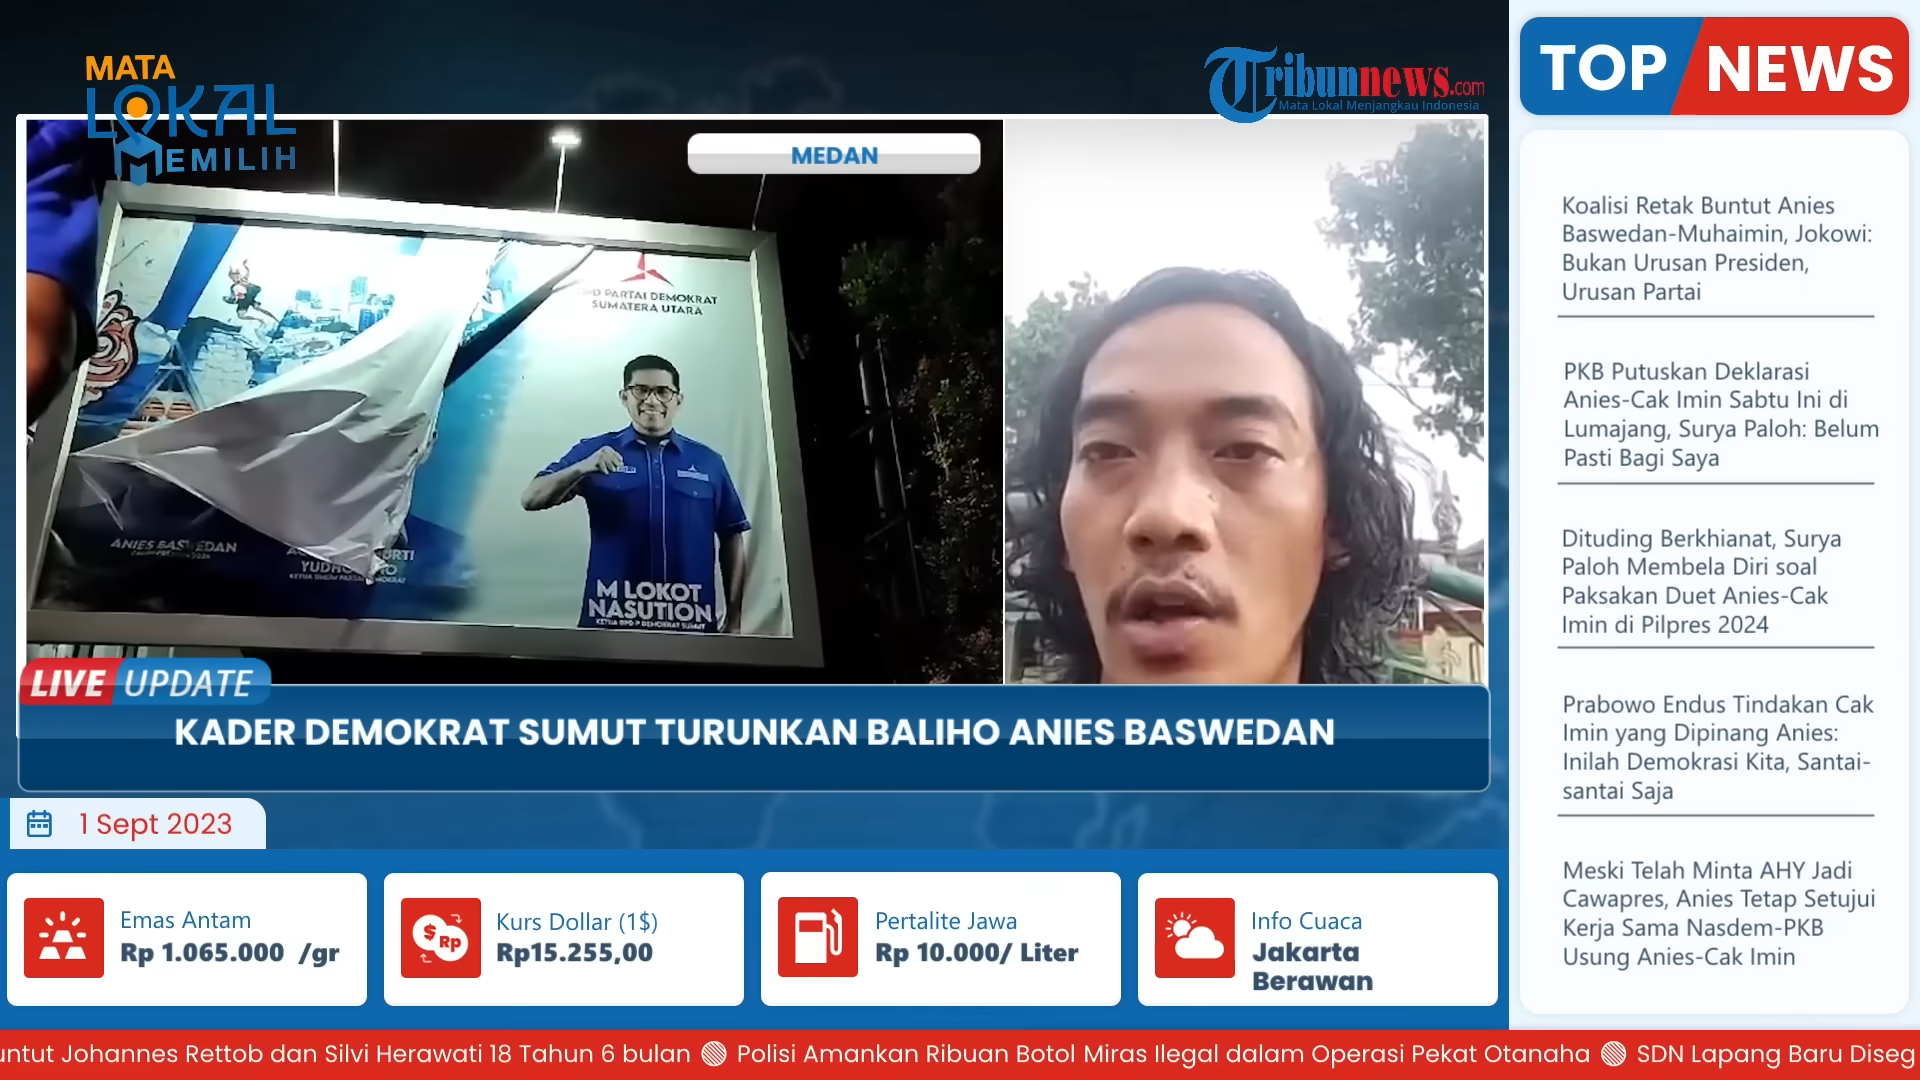 MATA
LOKAL
MEMILIH
Tribunnews.com
Mata Lokal Menjangkau Indonesia
MEDAN
PARTAI DEMOKRAT
SUMATERA UTARA
ANIES BASWEDAN
M LOKOT
NASUTION
KETUA DPD P DEMOKRAT SUMUT
LIVE UPDATE
KADER DEMOKRAT SUMUT TURUNKAN BALIHO ANIES BASWEDAN
1 Sept 2023
Emas Antam
Rp 1.065.000 /gr
Kurs Dollar (1$)
$ Rp
Rp15.255,00
Pertalite Jawa
Rp 10.000/ Liter
Info Cuaca
Jakarta
Berawan
TOP NEWS
Koalisi Retak Buntut Anies
Baswedan-Muhaimin, Jokowi:
Bukan Urusan Presiden,
Urusan Partai
PKB Putuskan Deklarasi
Anies-Cak Imin Sabtu Ini di
Lumajang, Surya Paloh: Belum
Pasti Bagi Saya
Dituding Berkhianat, Surya
Paloh Membela Diri soal
Paksakan Duet Anies-Cak
Imin di Pilpres 2024
Prabowo Endus Tindakan Cak
Imin yang Dipinang Anies:
Inilah Demokrasi Kita, Santai-
santai Saja
Meski Telah Minta AHY Jadi
Cawapres, Anies Tetap Setujui
Kerja Sama Nasdem-PKB
Usung Anies-Cak Imin
untut Johannes Rettob dan Silvi Herawati 18 Tahun 6 bulan Polisi Amankan Ribuan Botol Miras Ilegal dalam Operasi Pekat Otanaha SDN Lapang Baru Diseg